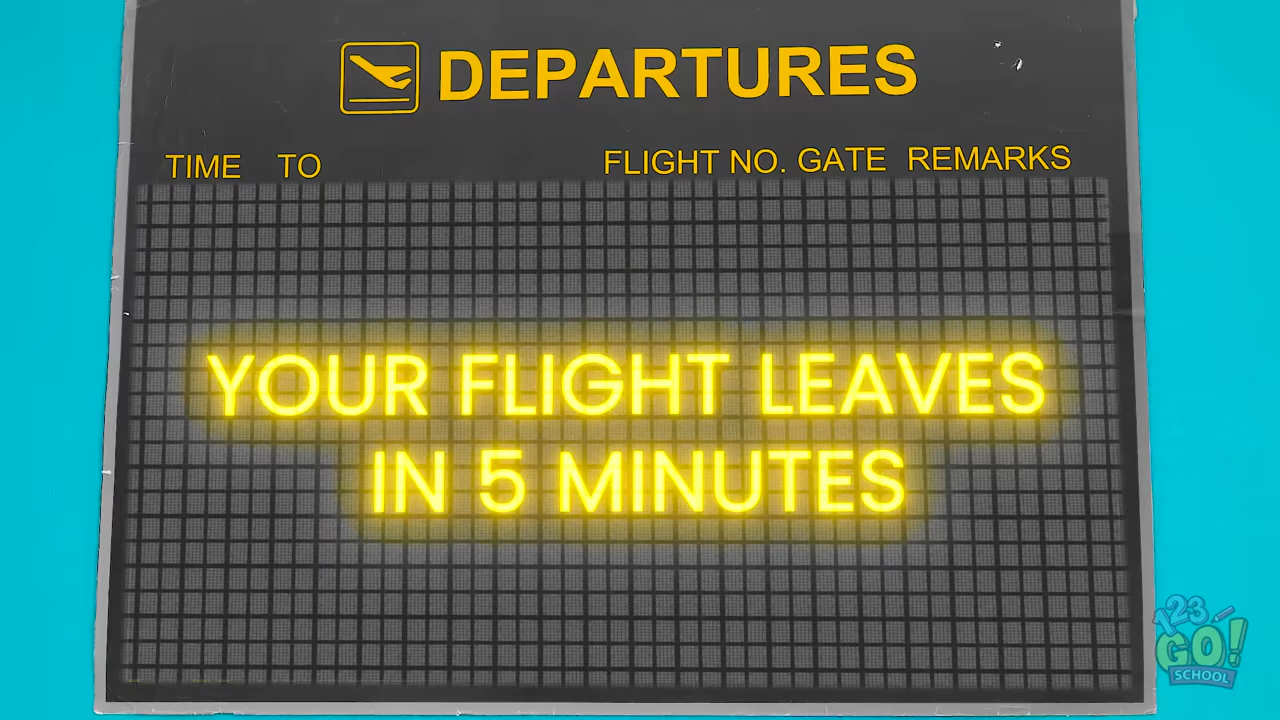 DEPARTURES
TIME TO FLIGHT NO. GATE REMARKS
YOUR FLIGHT LEAVES
IN 5 MINUTES
123
GO!
SCHOOL